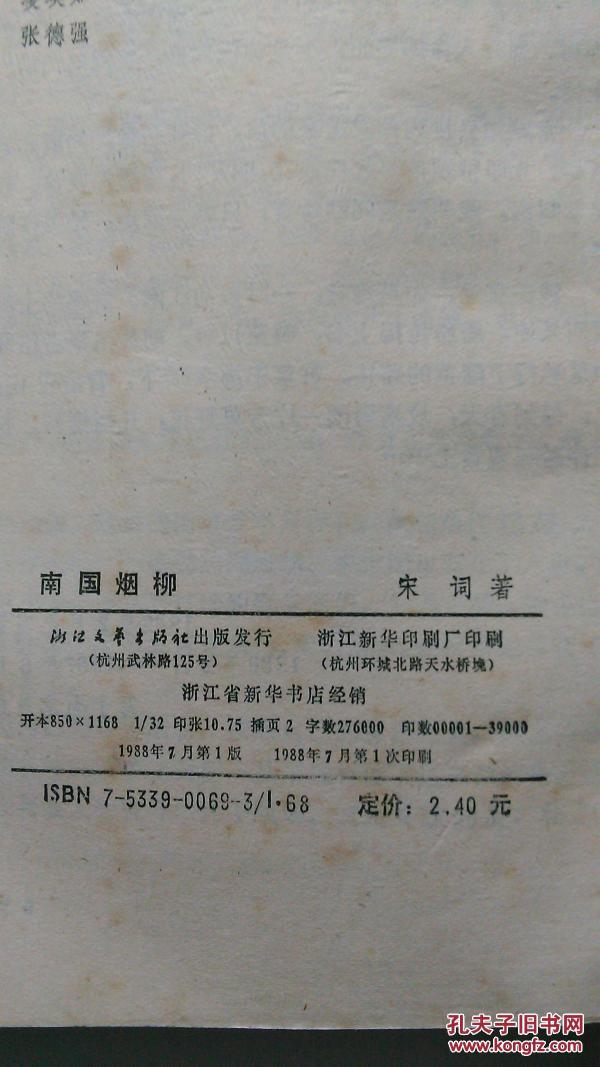 张德强
南国烟柳 宋词著
浙江文艺出版社出版发行 浙江新华印刷厂印刷
(杭州武林路125号) (杭州环城北路天水桥堍)
浙江省新华书店经销
开本850×1168 1/32 印张10.75 插页2 字数276000 印数00001—39000
1988年7月第1版 1988年7月第1次印刷
ISBN 7-5339-0069-3/I·68 定价：2.40 元
孔夫子旧书网
www.kongfz.com